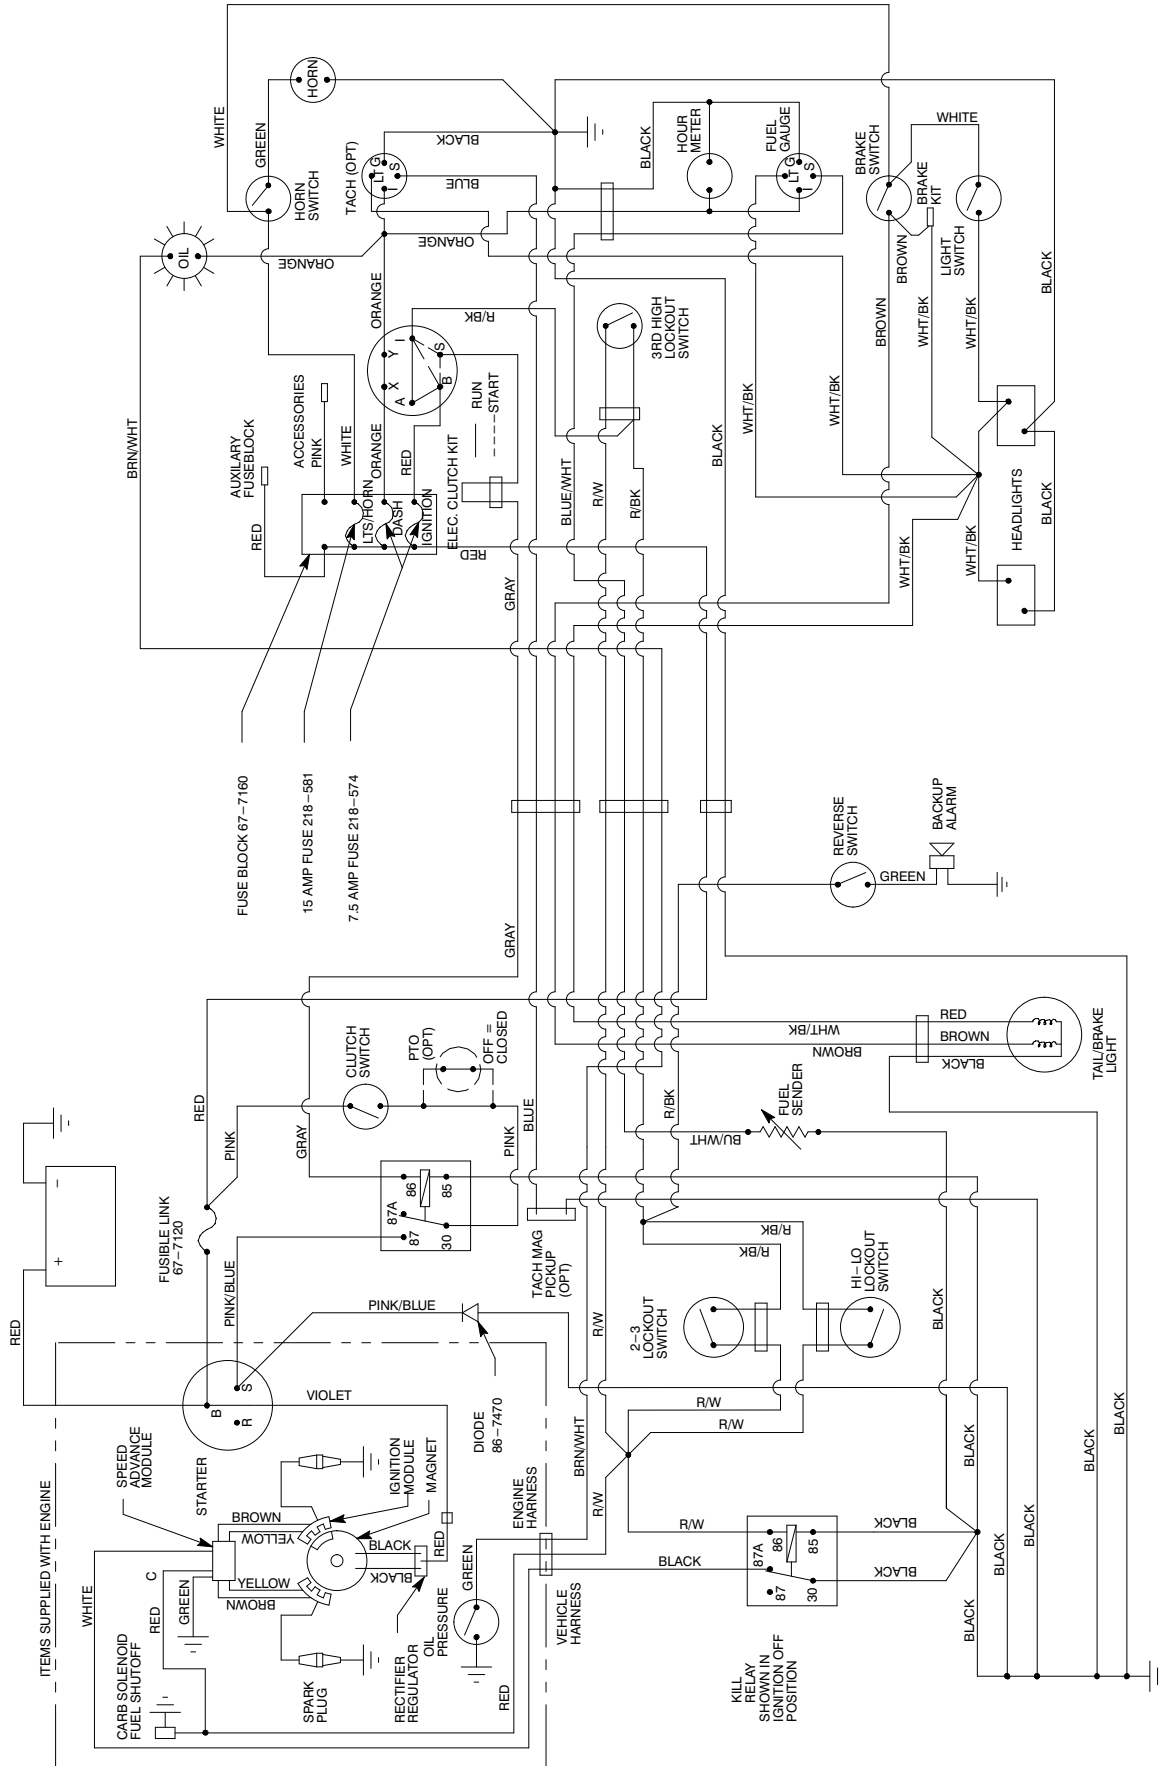 WHITE
GREEN
HORN
HORN
SWITCH
OIL
ORANGE
TACH (OPT)
LT
G
I
S
BLACK
BLUE
ORANGE
BLACK
HOUR
METER
FUEL
GAUGE
LT
G
I
S
BRAKE
SWITCH
WHITE
BRAKE
KIT
BROWN
LIGHT
SWITCH
BRN/WHT
ORANGE
R/BK
Y
I
X
A
S
B
3RD HIGH
LOCKOUT
SWITCH
BROWN
WHT/BK
WHT/BK
BLACK
AUXILARY
FUSEBLOCK
ACCESSORIES
PINK
WHITE
ORANGE
RED
RUN
START
ELEC. CLUTCH KIT
RED
LTS/HORN
DASH
IGNITION
RED
GRAY
BLUE/WHT
R/W
R/BK
BLACK
WHT/BK
WHT/BK
WHT/BK
WHT/BK
HEADLIGHTS
BLACK
FUSE BLOCK 67-7160
15 AMP FUSE 218-581
7.5 AMP FUSE 218-574
REVERSE
SWITCH
GREEN
BACKUP
ALARM
GRAY
CLUTCH
SWITCH
PTO
(OPT)
OFF =
CLOSED
RED
PINK
GRAY
PINK
BLUE
WHT/BK
BROWN
RED
BROWN
BLACK
TAIL/BRAKE
LIGHT
R/BK
BU/WHT
FUEL
SENDER
RED
+
-
FUSIBLE LINK
67-7120
87A
86
87
85
30
PINK/BLUE
PINK/BLUE
TACH MAG
PICKUP
(OPT)
R/BK
R/BK
R/W
2-3
LOCKOUT
SWITCH
HI-LO
LOCKOUT
SWITCH
BLACK
ITEMS SUPPLIED WITH ENGINE
B
S
R
STARTER
VIOLET
DIODE
86-7470
R/W
R/W
SPEED
ADVANCE
MODULE
BROWN
YELLOW
IGNITION
MODULE
MAGNET
BLACK
BLACK
RED
YELLOW
BROWN
GREEN
RED
C
WHITE
CARB SOLENOID
FUEL SHUTOFF
SPARK
PLUG
RECTIFIER
REGULATOR
OIL
PRESSURE
GREEN
RED
BRN/WHT
ENGINE
HARNESS
VEHICLE
HARNESS
R/W
BLACK
R/W
87A
86
87
85
30
BLACK
BLACK
KILL
RELAY
SHOWN IN
IGNITION OFF
POSITION
BLACK
BLACK
BLACK
BLACK
BLACK